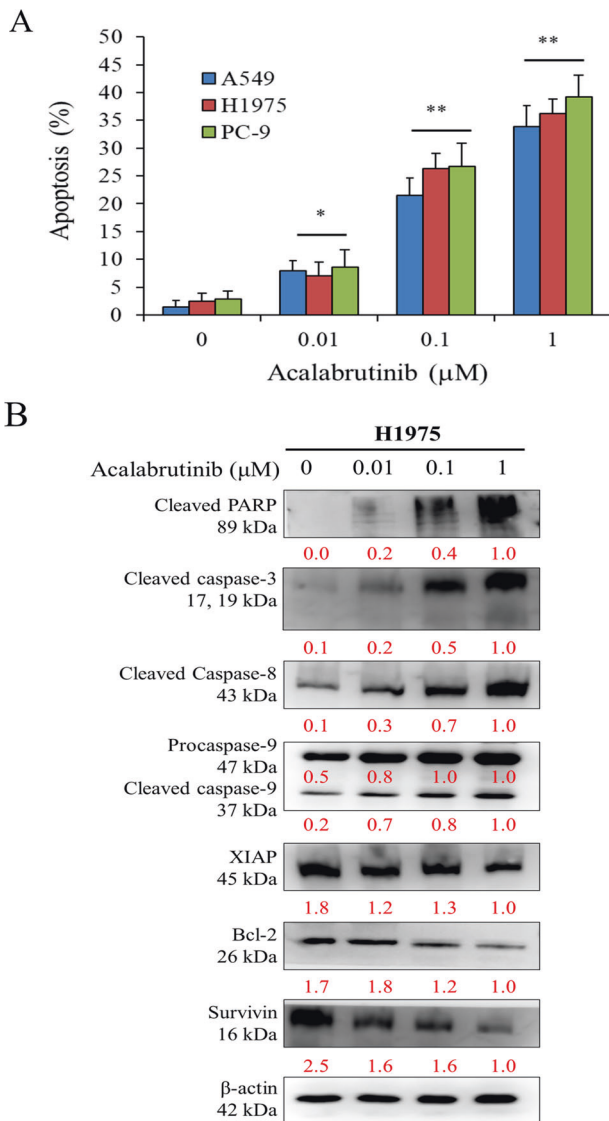 A
50
45
40
35
30
25
20
15
10
5
0
Apoptosis (%)
A549
H1975
PC-9
*
**
**
0 0.01 0.1 1
Acalabrutinib (μM)
B
H1975
Acalabrutinib (μM) 0 0.01 0.1 1
Cleaved PARP
89 kDa
0.0 0.2 0.4 1.0
Cleaved caspase-3
17, 19 kDa
0.1 0.2 0.5 1.0
Cleaved Caspase-8
43 kDa
0.1 0.3 0.7 1.0
Procaspase-9
47 kDa
0.5 0.8 1.0 1.0
Cleaved caspase-9
37 kDa
0.2 0.7 0.8 1.0
XIAP
45 kDa
1.8 1.2 1.3 1.0
Bcl-2
26 kDa
1.7 1.8 1.2 1.0
Survivin
16 kDa
2.5 1.6 1.6 1.0
β-actin
42 kDa